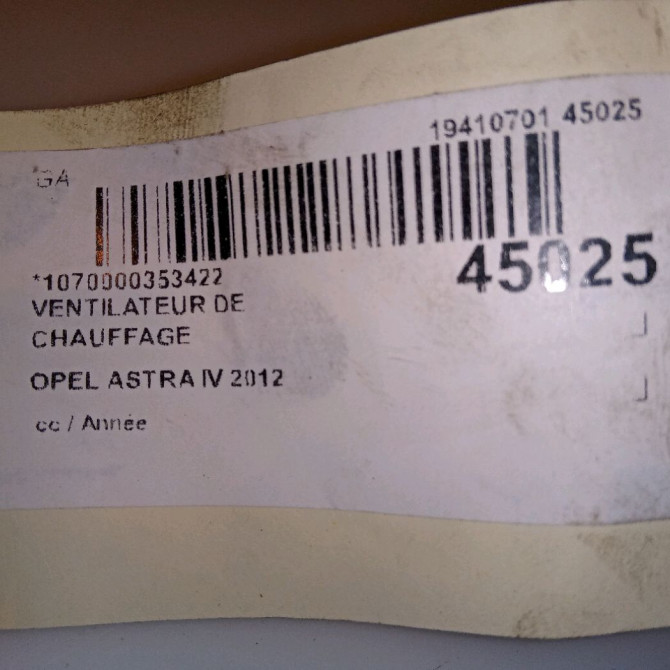 19410701 45025
GA
*1070000353422
45025
VENTILATEUR DE
CHAUFFAGE
OPEL ASTRA IV 2012
cc / Année